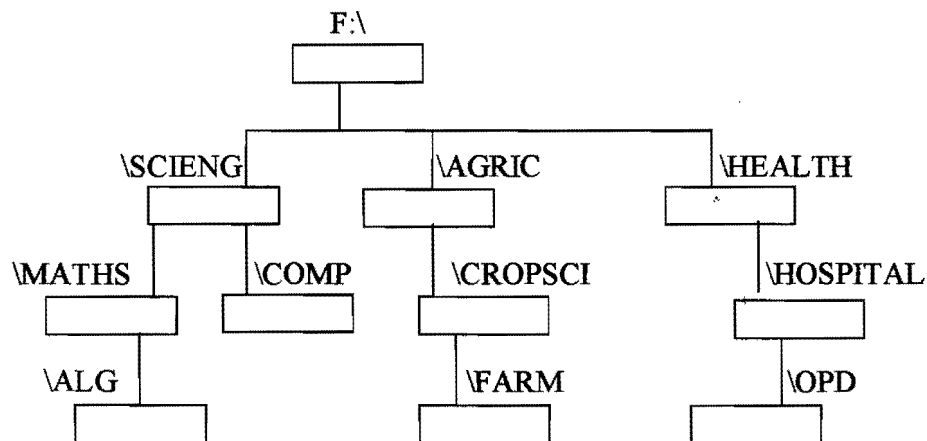 F:\
\SCIENG \AGRIC \HEALTH
\MATHS \COMP \CROPSCI \HOSPITAL
\ALG \FARM \OPD